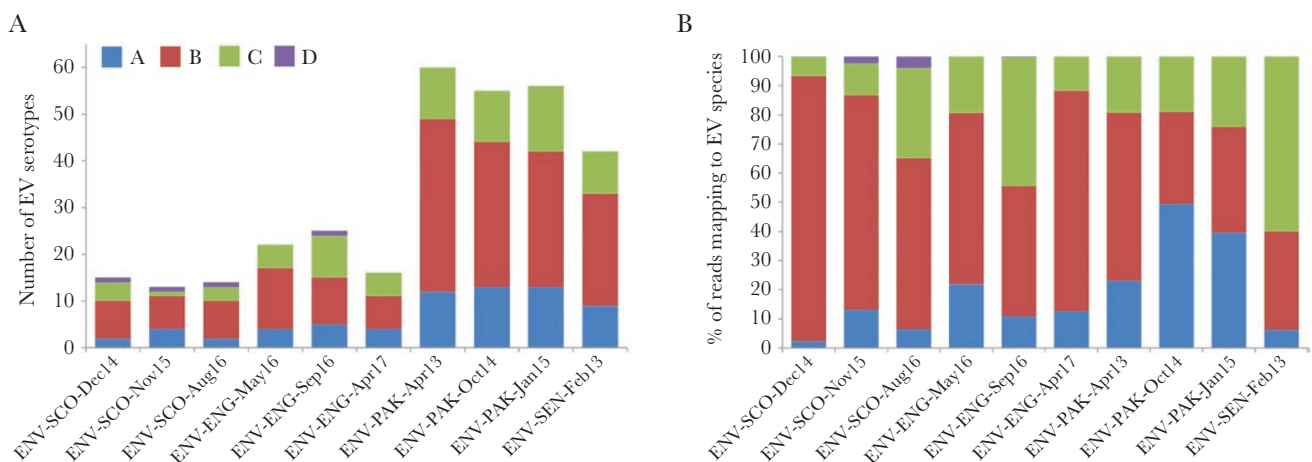 A
A B C D
Number of EV serotypes
60
50
40
30
20
10
0
ENV-SCO-Dec14
ENV-SCO-Nov15
ENV-SCO-Aug16
ENV-ENG-May16
ENV-ENG-Sep16
ENV-ENG-Apr17
ENV-PAK-Apr13
ENV-PAK-Oct14
ENV-PAK-Jan15
ENV-SEN-Feb13
B
% of reads mapping to EV species
100
90
80
70
60
50
40
30
20
10
0
ENV-SCO-Dec14
ENV-SCO-Nov15
ENV-SCO-Aug16
ENV-ENG-May16
ENV-ENG-Sep16
ENV-ENG-Apr17
ENV-PAK-Apr13
ENV-PAK-Oct14
ENV-PAK-Jan15
ENV-SEN-Feb13